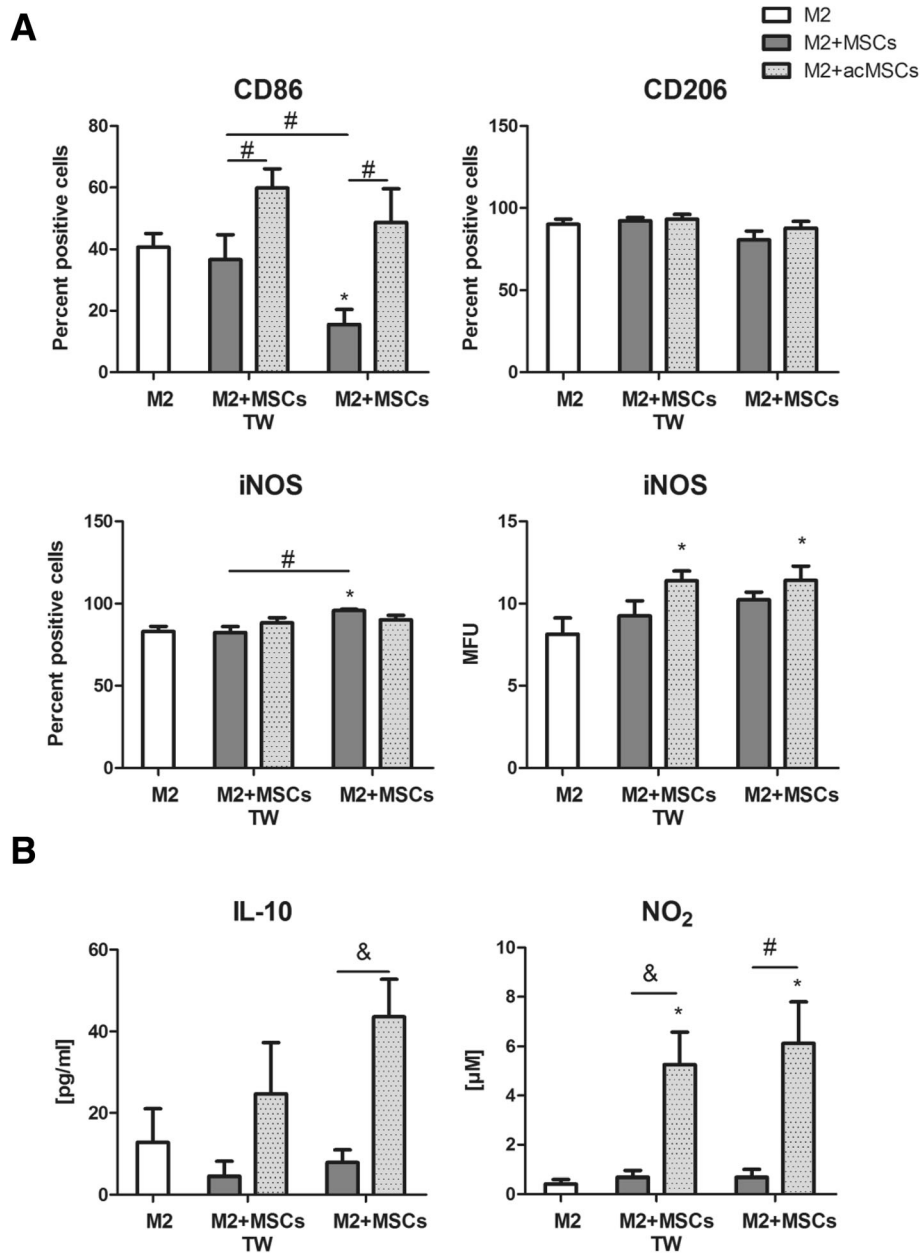 A
M2
M2+MSCs
M2+acMSCs
CD86
Percent positive cells
80
60
40
20
0
#
#
#
*
M2
M2+MSCs
TW
M2+MSCs
CD206
Percent positive cells
150
100
50
0
M2
M2+MSCs
TW
M2+MSCs
iNOS
Percent positive cells
150
100
50
0
#
*
M2
M2+MSCs
TW
M2+MSCs
iNOS
MFU
15
10
5
0
*
*
M2
M2+MSCs
TW
M2+MSCs
B
IL-10
[pg/ml]
60
40
20
0
&
M2
M2+MSCs
TW
M2+MSCs
NO₂
[µM]
10
8
6
4
2
0
&
*
#
*
M2
M2+MSCs
TW
M2+MSCs